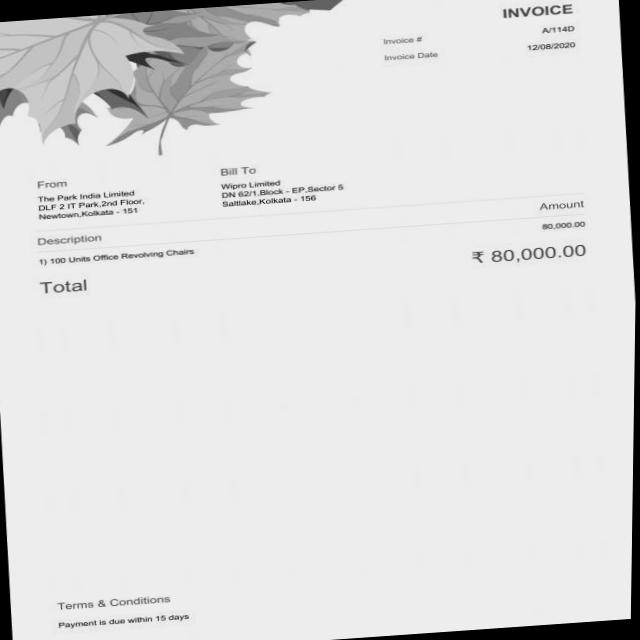 INVOICE
Invoice # A/114D
Invoice Date 12/08/2020
From
The Park India Limited
DLF 2 IT Park,2nd Floor,
Newtown,Kolkata - 151
Bill To
Wipro Limited
DN 62/1,Block - EP,Sector 5
Saltlake,Kolkata - 156
Description Amount
1) 100 Units Office Revolving Chairs 80,000.00
Total ₹ 80,000.00
Terms & Conditions
Payment is due within 15 days